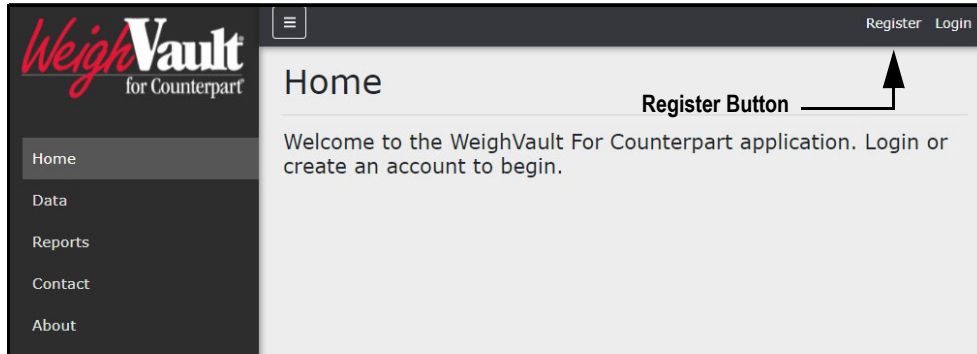 WeighVault
for Counterpart®
Home
Data
Reports
Contact
About
Register Login
Home
Register Button
Welcome to the WeighVault For Counterpart application. Login or
create an account to begin.